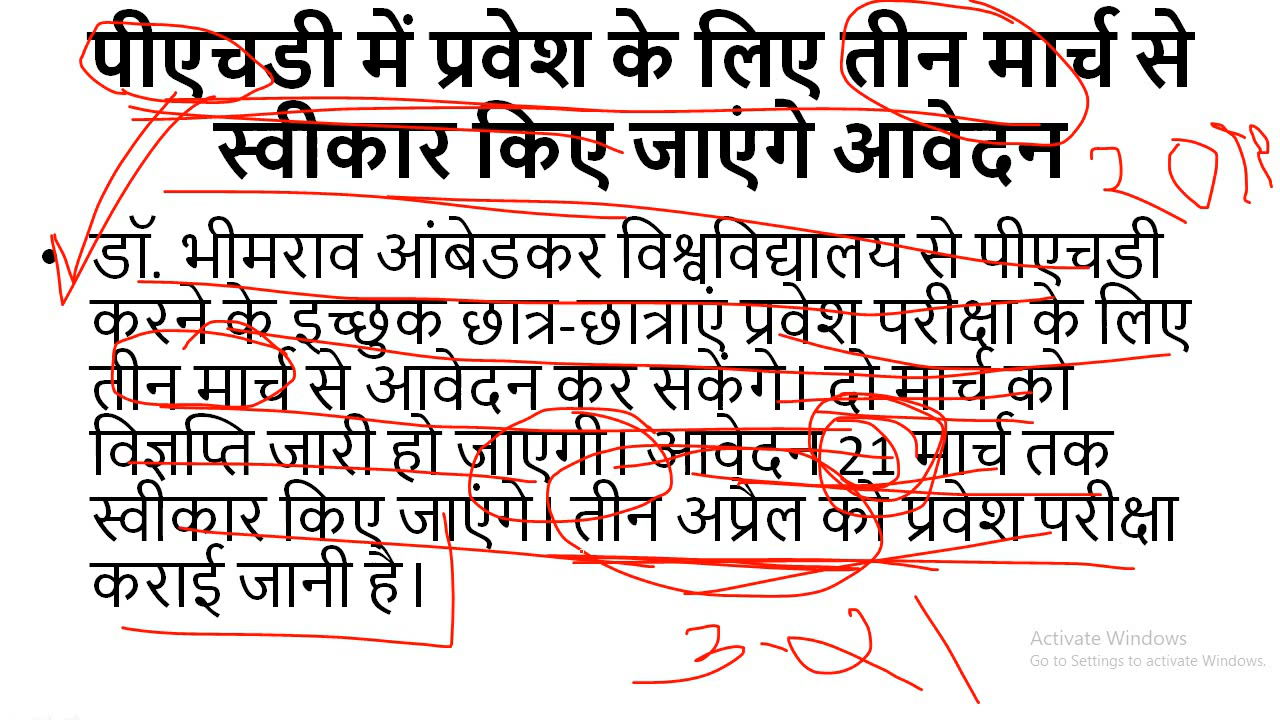 पीएचडी में प्रवेश के लिए तीन मार्च से
स्वीकार किए जाएंगे आवेदन
• डॉ. भीमराव आंबेडकर विश्वविद्यालय से पीएचडी
करने के इच्छुक छात्र-छात्राएं प्रवेश परीक्षा के लिए
तीन मार्च से आवेदन कर सकेंगे। दो मार्च को
विज्ञप्ति जारी हो जाएगी। आवेदन 21 मार्च तक
स्वीकार किए जाएंगे। तीन अप्रैल को प्रवेश परीक्षा
कराई जानी है।
3-21
Activate Windows
Go to Settings to activate Windows.